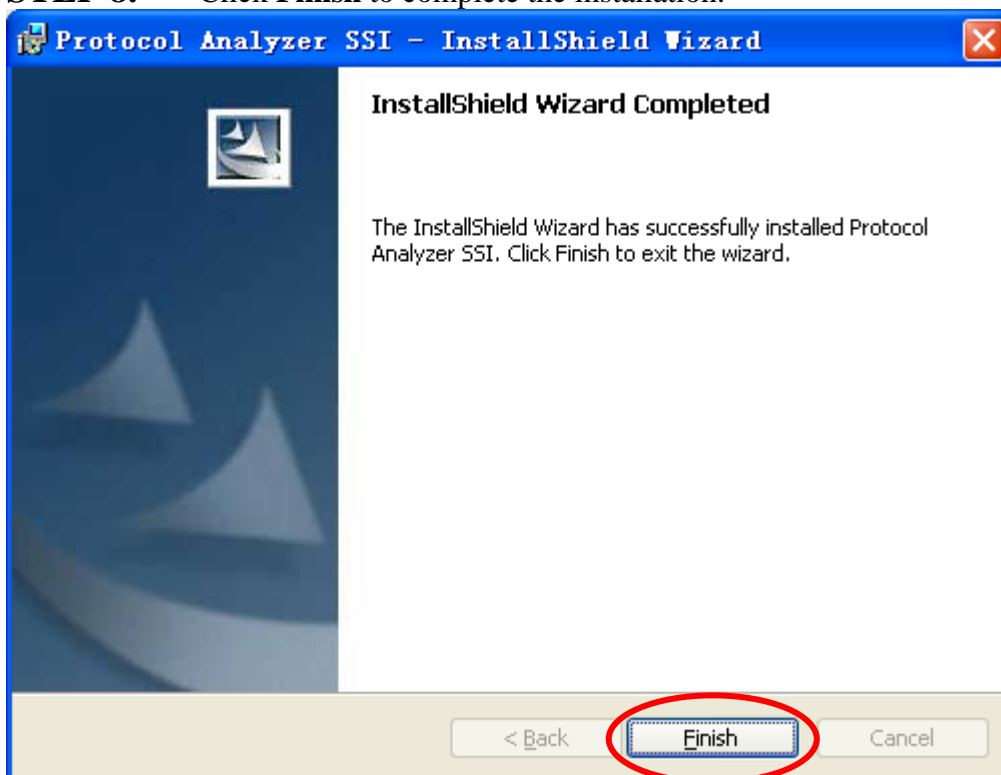 Click Finish to complete the installation.
Protocol Analyzer SSI - InstallShield Wizard
InstallShield Wizard Completed
The InstallShield Wizard has successfully installed Protocol
Analyzer SSI. Click Finish to exit the wizard.
< Back Finish Cancel